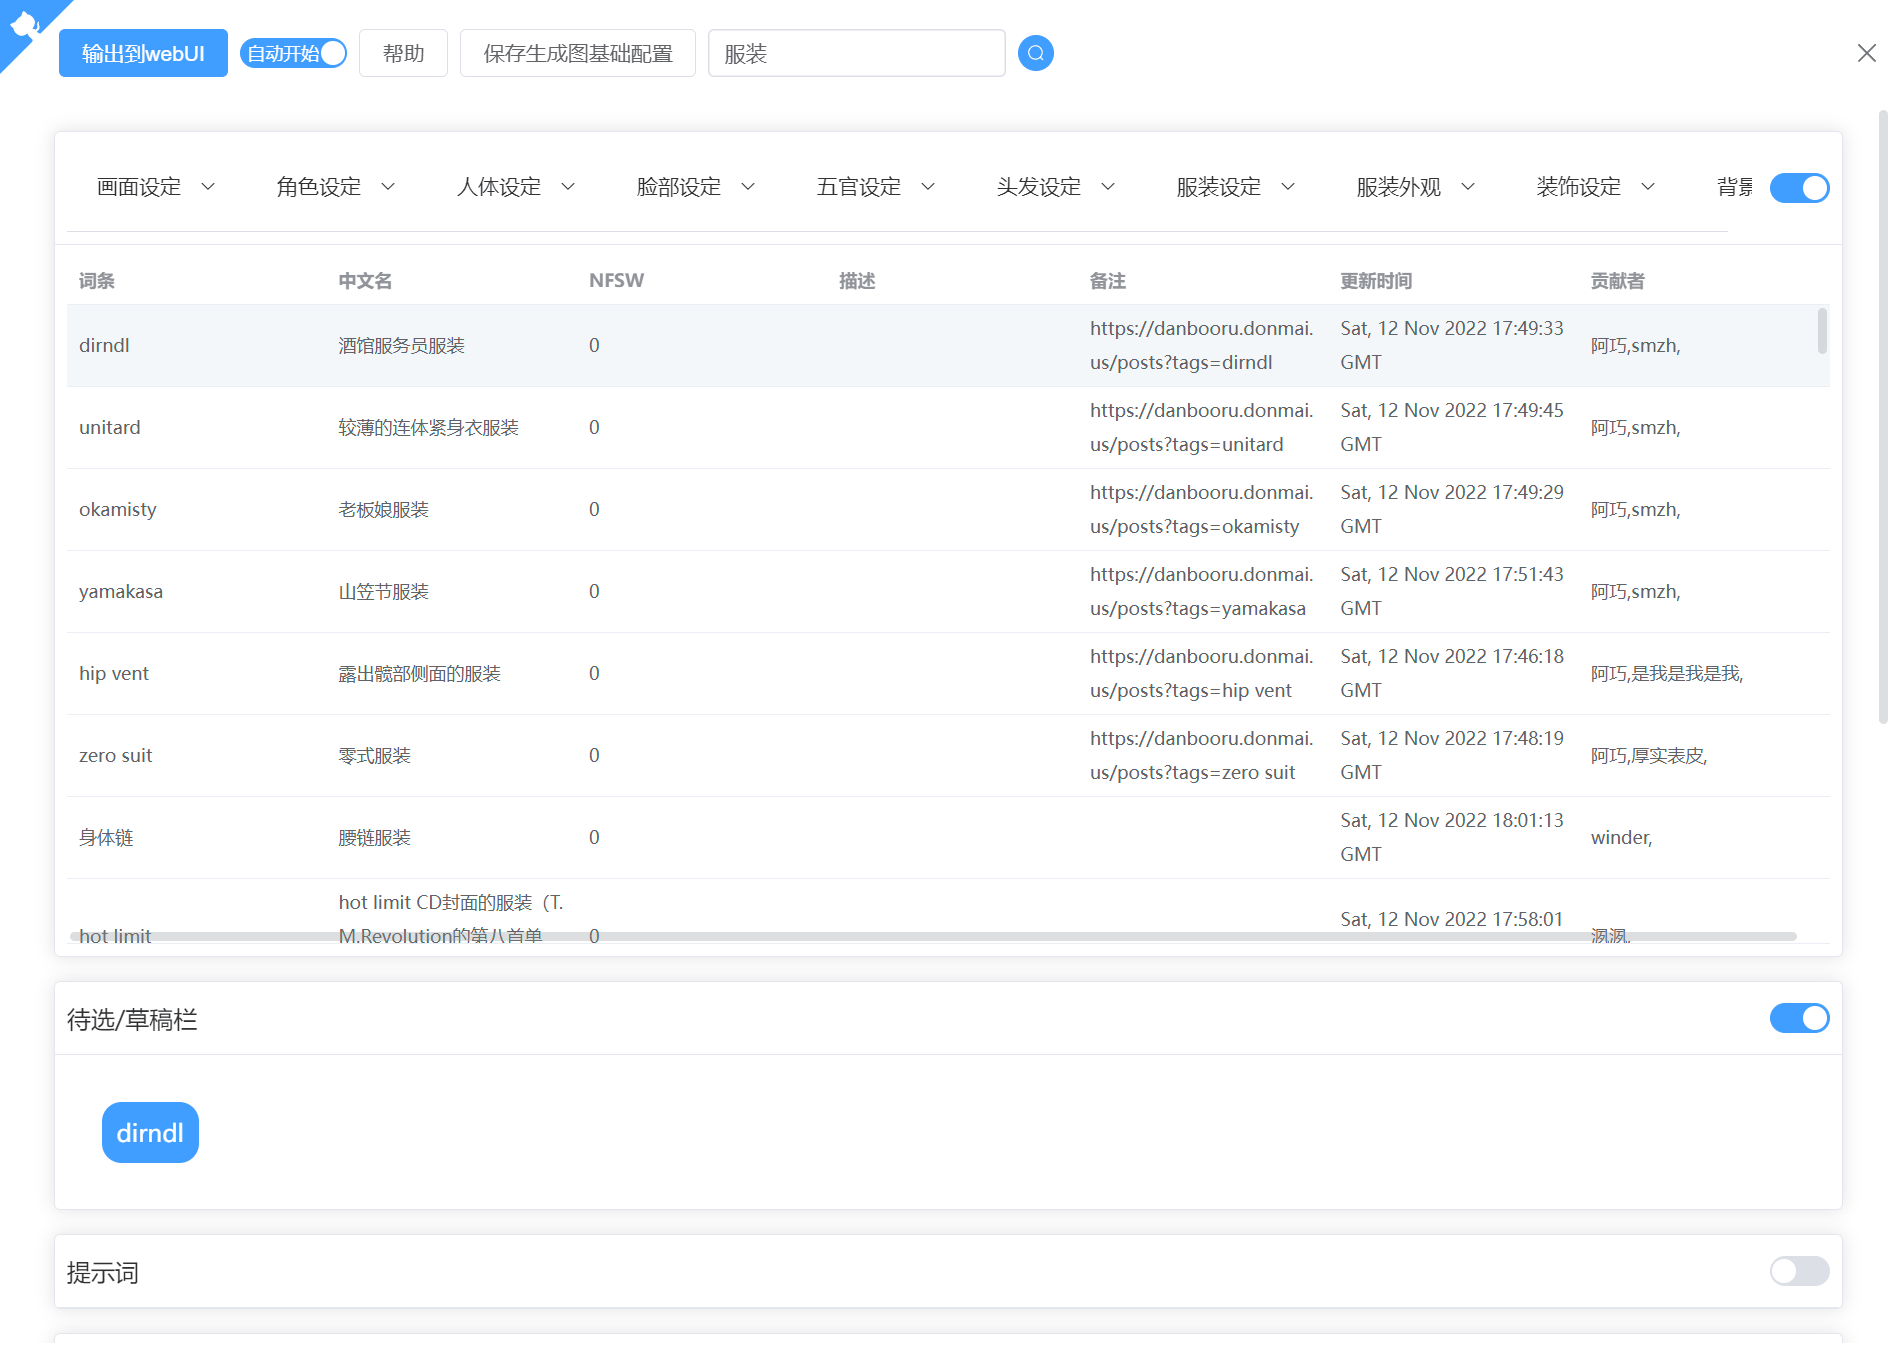 输出到webUI 自动开始 帮助 保存生成图基础配置 服装
画面设定 角色设定 人体设定 脸部设定 五官设定 头发设定 服装设定 服装外观 装饰设定 背景
词条 中文名 NFSW 描述 备注 更新时间 贡献者
dirndl 酒馆服务员服装 0 https://danbooru.donmai. Sat, 12 Nov 2022 17:49:33 阿巧,smzh,
us/posts?tags=dirndl GMT
unitard 较薄的连体紧身衣服装 0 https://danbooru.donmai. Sat, 12 Nov 2022 17:49:45 阿巧,smzh,
us/posts?tags=unitard GMT
okamisty 老板娘服装 0 https://danbooru.donmai. Sat, 12 Nov 2022 17:49:29 阿巧,smzh,
us/posts?tags=okamisty GMT
yamakasa 山笠节服装 0 https://danbooru.donmai. Sat, 12 Nov 2022 17:51:43 阿巧,smzh,
us/posts?tags=yamakasa GMT
hip vent 露出髋部侧面的服装 0 https://danbooru.donmai. Sat, 12 Nov 2022 17:46:18 阿巧,是我是我是我,
us/posts?tags=hip vent GMT
zero suit 零式服装 0 https://danbooru.donmai. Sat, 12 Nov 2022 17:48:19 阿巧,厚实表皮,
us/posts?tags=zero suit GMT
身体链 腰链服装 0 Sat, 12 Nov 2022 18:01:13 winder,
GMT
hot limit CD封面的服装（T. Sat, 12 Nov 2022 17:58:01
hot limit M.Revolution的第八首单 0
待选/草稿栏
dirndl
提示词